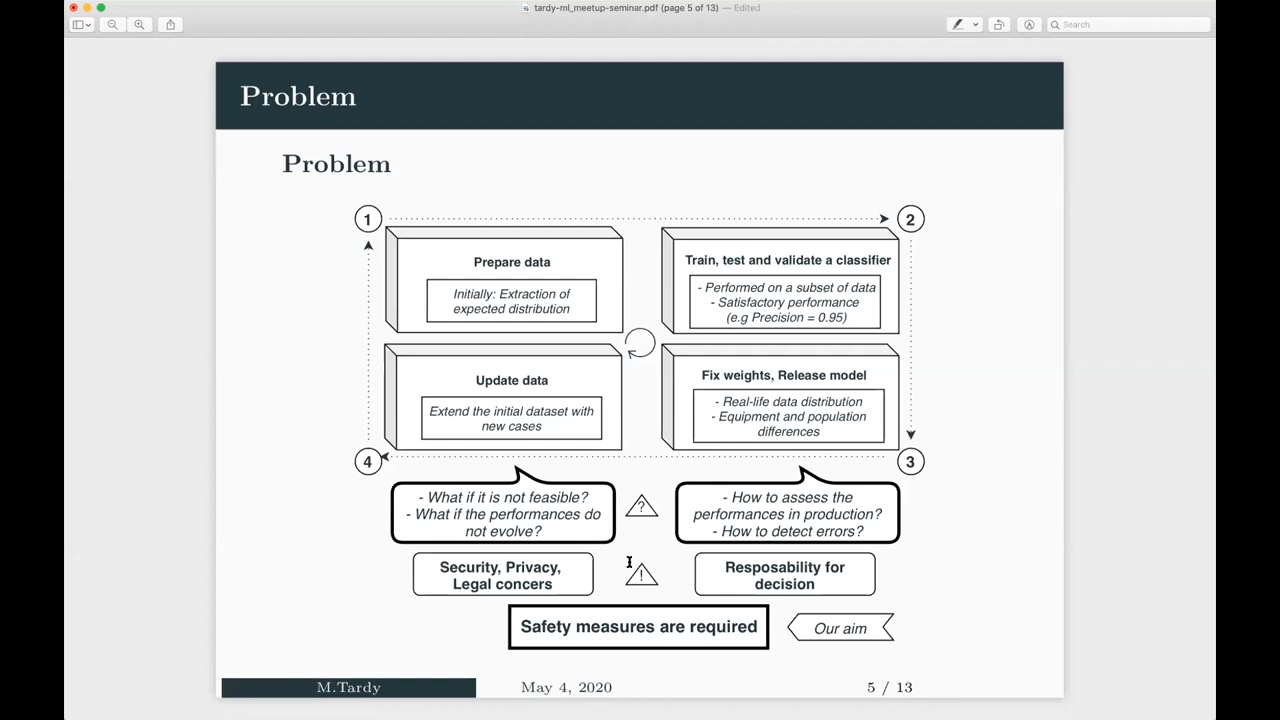 tardy-ml_meetup-seminar.pdf (page 5 of 13) — Edited
Search
Problem
Problem
1
2
Prepare data
Initially: Extraction of
expected distribution
Train, test and validate a classifier
- Performed on a subset of data
- Satisfactory performance
(e.g Precision = 0.95)
Update data
Extend the initial dataset with
new cases
Fix weights, Release model
- Real-life data distribution
- Equipment and population
differences
4
3
- What if it is not feasible?
- What if the performances do
not evolve?
?
- How to assess the
performances in production?
- How to detect errors?
Security, Privacy,
Legal concers
!
Resposability for
decision
Safety measures are required
Our aim
M.Tardy
May 4, 2020
5 / 13